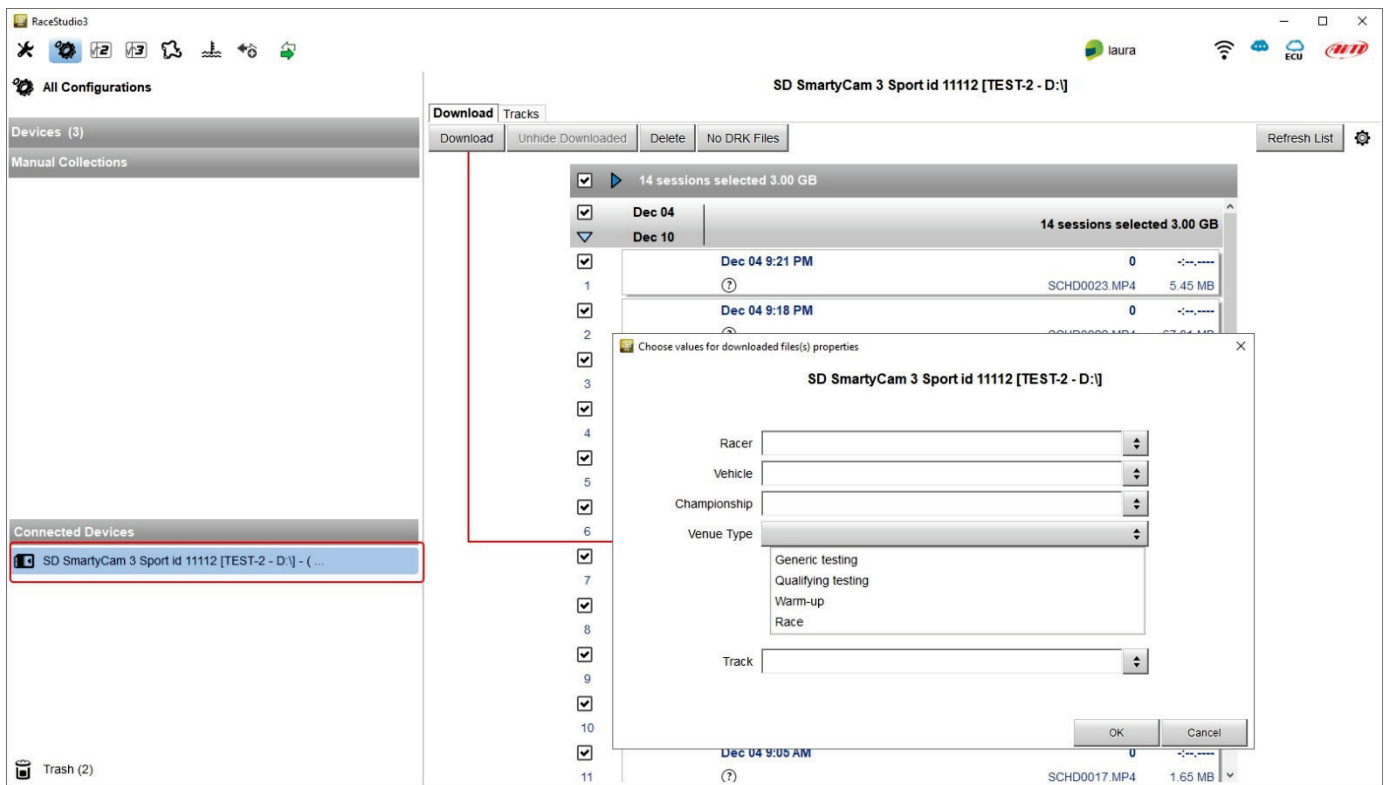 RaceStudio3
laura
ECU
AiM
All Configurations
SD SmartyCam 3 Sport id 11112 [TEST-2 - D:\]
Download Tracks
Devices (3)
Download Unhide Downloaded Delete No DRK Files Refresh List
Manual Collections
14 sessions selected 3.00 GB
Dec 04
14 sessions selected 3.00 GB
Dec 10
Dec 04 9:21 PM 0 -:--.----
1 ? SCHD0023.MP4 5.45 MB
Dec 04 9:18 PM 0 -:--.----
2
Choose values for downloaded files(s) properties
SD SmartyCam 3 Sport id 11112 [TEST-2 - D:\]
3
4
Racer
5
Vehicle
Championship
6
Venue Type
Generic testing
7
Qualifying testing
Warm-up
8
Race
Track
9
10
OK Cancel
Dec 04 9:05 AM 0 -:--.----
11 ? SCHD0017.MP4 1.65 MB
Connected Devices
SD SmartyCam 3 Sport id 11112 [TEST-2 - D:\] - ( ...
Trash (2)